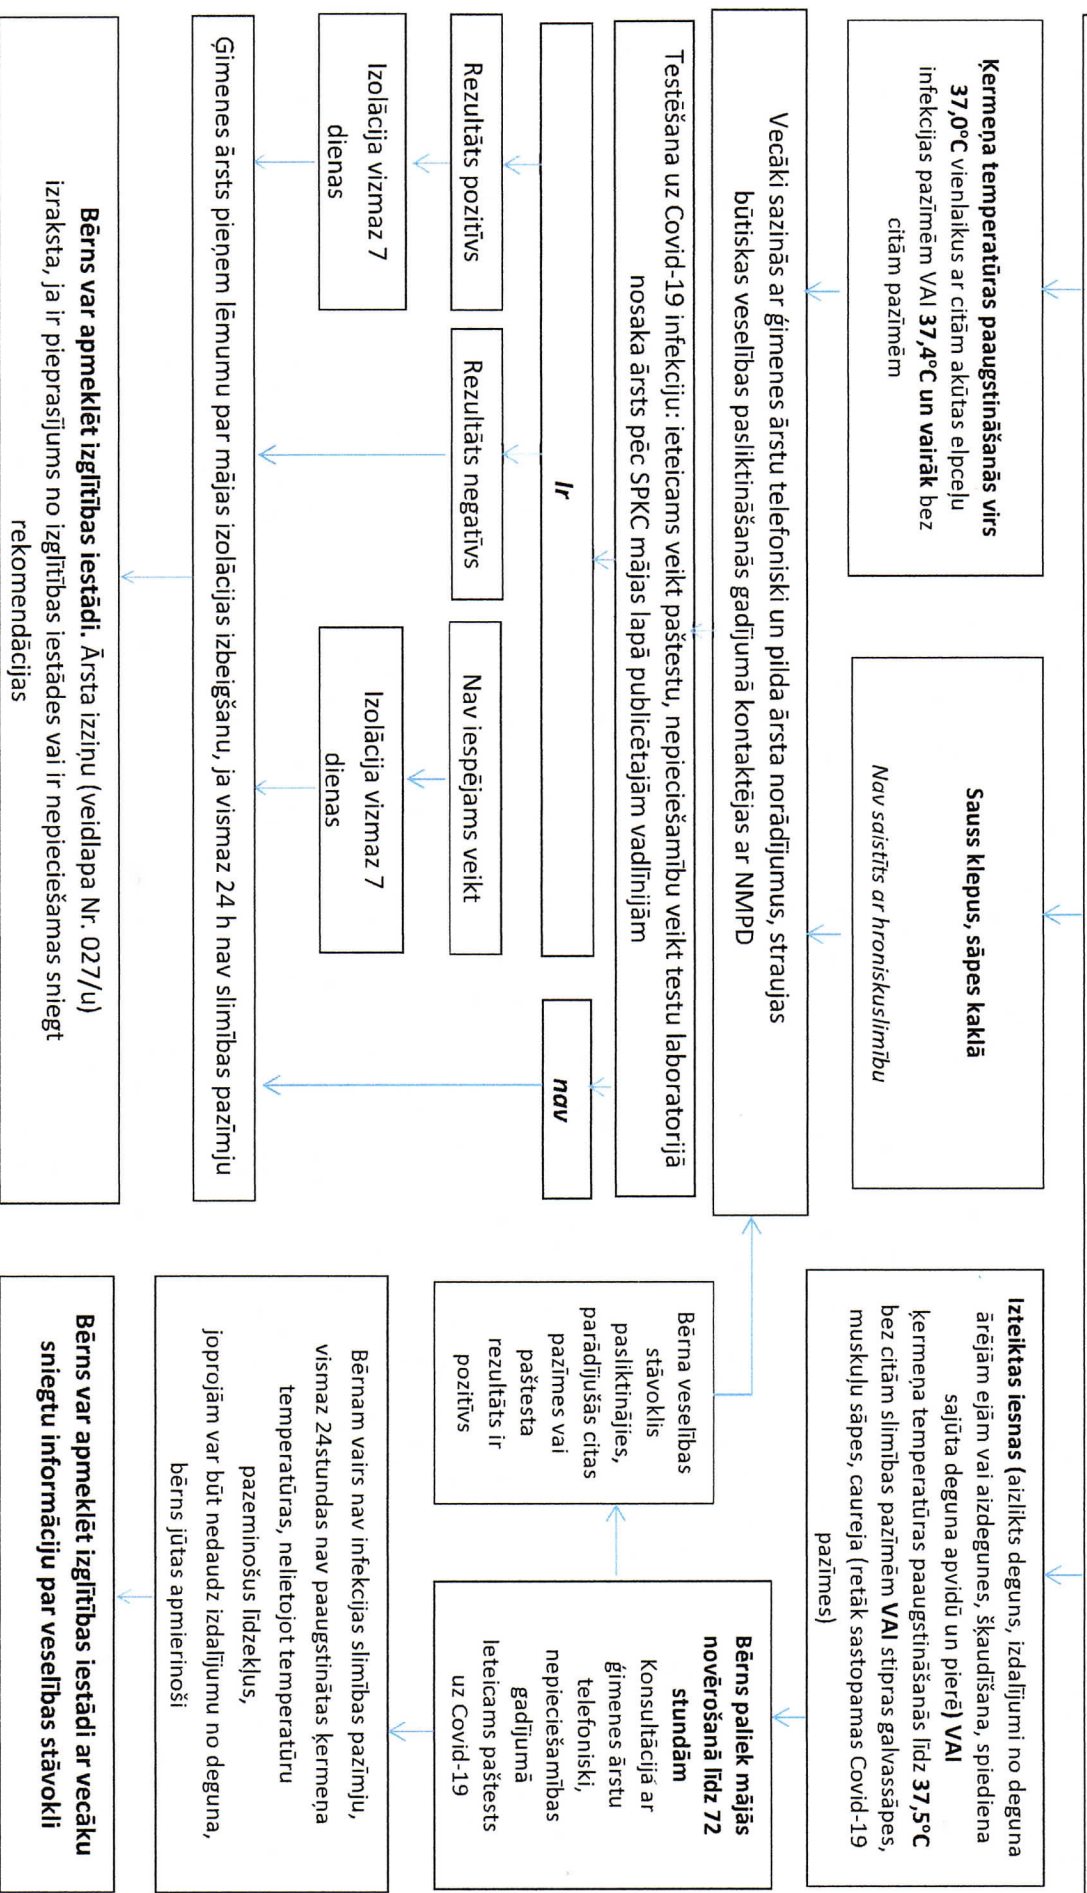 Ķermeņa temperatūras paaugstināšanās virs
37,0°C vienlaikus ar citām akūtas elpceļu
infekcijas pazīmēm VAI 37,4°C un vairāk bez
citām pazīmēm
Sauss klepus, sāpes kaklā
Nav saistīts ar hroniskuslimību
Izteiktas iesnas (aizlikts deguns, izdalījumi no deguna
ārējām ejām vai aizdegunes, šķaudīšana, spiediena
sajūta deguna apvidū un pierē) VAI
ķermeņa temperatūras paaugstināšanās līdz 37,5°C
bez citām slimības pazīmēm VAI stipras galvassāpes,
muskuļu sāpes, caureja (retāk sastopamas Covid-19
pazīmes)
Vecāki sazinās ar ģimenes ārstu telefoniski un pilda ārsta norādījumus, straujas
būtiskas veselības pasliktināšanās gadījumā kontaktējas ar NMPD
Testēšana uz Covid-19 infekciju: ieteicams veikt paštestu, nepieciešamību veikt testu laboratorijā
nosaka ārsts pēc SPKC mājas lapā publicētajām vadlīnijām
Ir
nav
Rezultāts pozitīvs
Rezultāts negatīvs
Nav iespējams veikt
Izolācija vizmaz 7
dienas
Izolācija vizmaz 7
dienas
Ģimenes ārsts pieņem lēmumu par mājas izolācijas izbeigšanu, ja vismaz 24 h nav slimības pazīmju
Bērns var apmeklēt izglītības iestādi. Ārsta izziņu (veidlapa Nr. 027/u)
izraksta, ja ir pieprasījums no izglītības iestādes vai ir nepieciešamas sniegt
rekomendācijas
Bērna veselības
stāvoklis
pasliktinājies,
parādījušās citas
pazīmes vai
paštesta
rezultāts ir
pozitīvs
Bērns paliek mājās
novērošanā līdz 72
stundām
Konsultācijā ar
ģimenes ārstu
telefoniski,
nepieciešamības
gadījumā
Ieteicams paštests
uz Covid-19
Bērnam vairs nav infekcijas slimības pazīmju,
vismaz 24stundas nav paaugstinātas ķermeņa
temperatūras, nelietojot temperatūru
pazeminošus līdzekļus,
joprojām var būt nedaudz izdalījumu no deguna,
bērns jūtas apmierinoši
Bērns var apmeklēt izglītības iestādi ar vecāku
sniegtu informāciju par veselības stāvokli